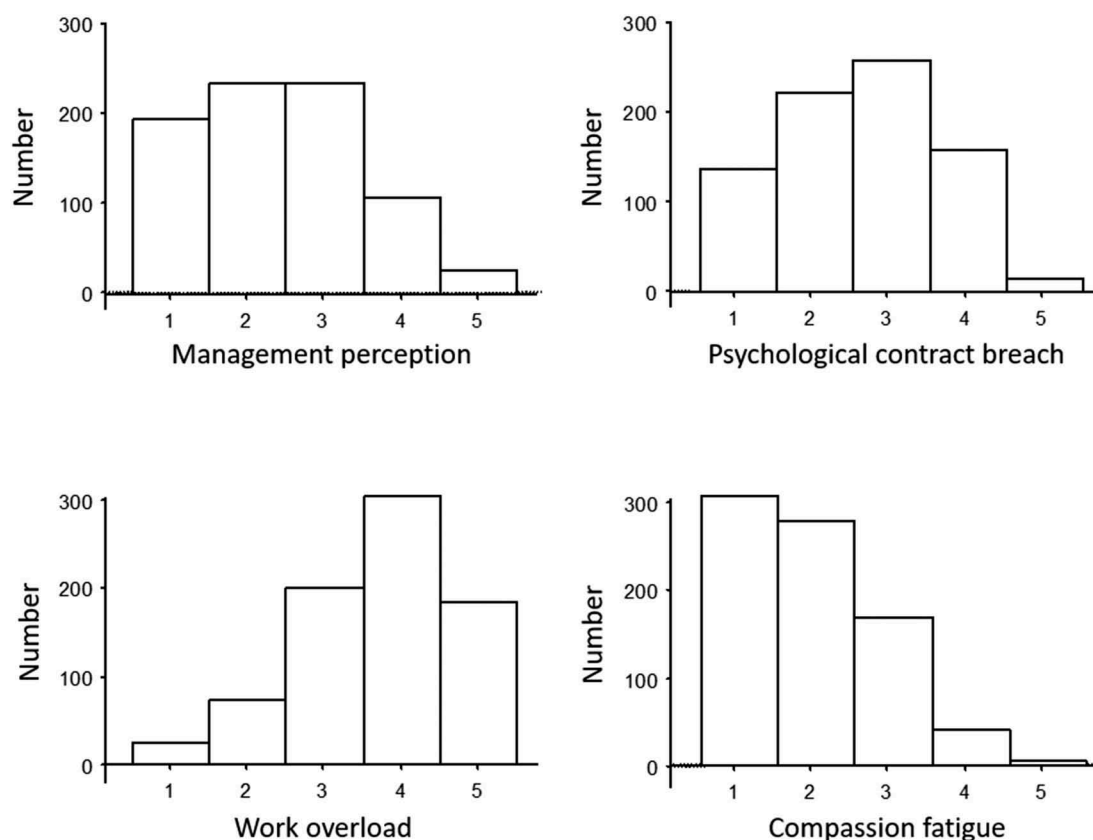 300
200
100
0
Number
1 2 3 4 5
Management perception
300
200
100
0
Number
1 2 3 4 5
Psychological contract breach
300
200
100
0
Number
1 2 3 4 5
Work overload
300
200
100
0
Number
1 2 3 4 5
Compassion fatigue